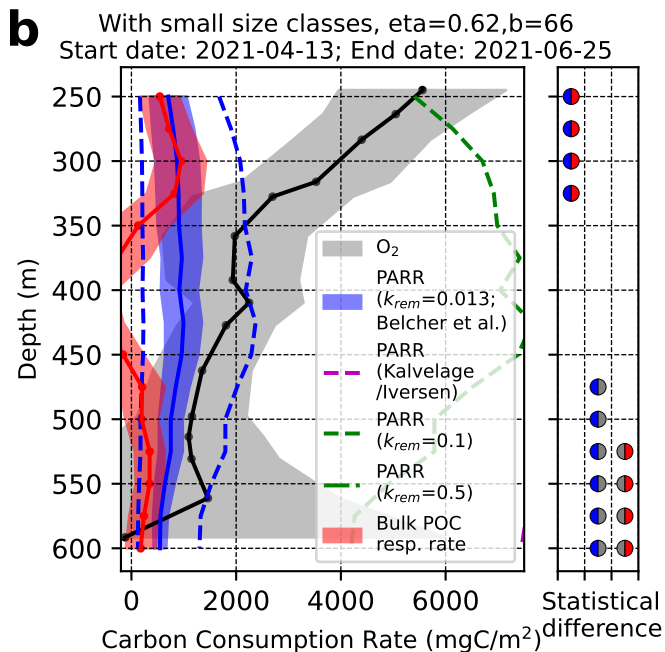 b
With small size classes, eta=0.62,b=66
Start date: 2021-04-13; End date: 2021-06-25
250
300
350
400
450
500
550
600
Depth (m)
O₂
PARR
(k_rem=0.013;
Belcher et al.)
PARR
(Kalvelage
/Iversen)
PARR
(k_rem=0.1)
PARR
(k_rem=0.5)
Bulk POC
resp. rate
0 2000 4000 6000
Carbon Consumption Rate (mgC/m²)
Statistical
difference